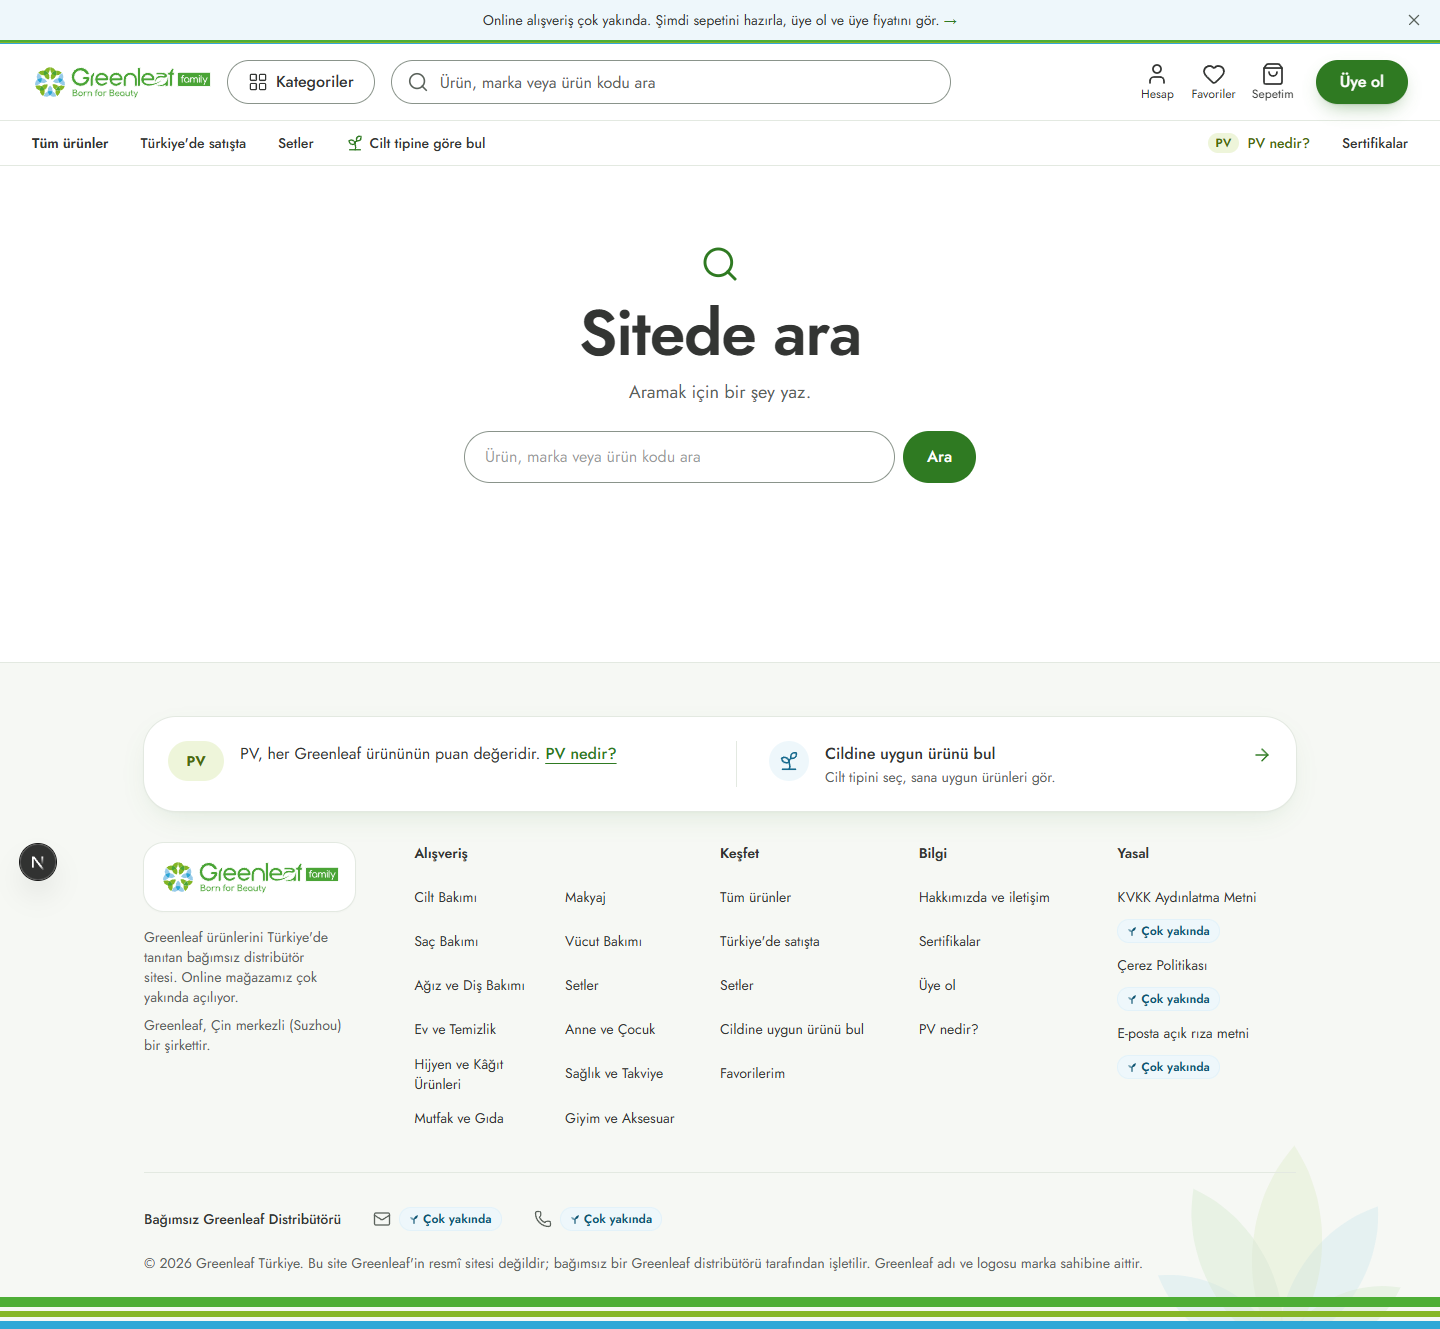 Online alışveriş çok yakında. Şimdi sepetini hazırla, üye ol ve üye fiyatını gör. →
Greenleaf family
Born for Beauty
Kategoriler
Ürün, marka veya ürün kodu ara
Hesap
Favoriler
Sepetim
Üye ol
Tüm ürünler
Türkiye'de satışta
Setler
Cilt tipine göre bul
PV
PV nedir?
Sertifikalar
Sitede ara
Aramak için bir şey yaz.
Ürün, marka veya ürün kodu ara
Ara
PV
PV, her Greenleaf ürününün puan değeridir. PV nedir?
Cildine uygun ürünü bul
Cilt tipini seç, sana uygun ürünleri gör.
N
Greenleaf family
Born for Beauty
Greenleaf ürünlerini Türkiye'de
tanıtan bağımsız distribütör
sitesi. Online mağazamız çok
yakında açılıyor.
Greenleaf, Çin merkezli (Suzhou)
bir şirkettir.
Alışveriş
Cilt Bakımı
Makyaj
Saç Bakımı
Vücut Bakımı
Ağız ve Diş Bakımı
Setler
Ev ve Temizlik
Anne ve Çocuk
Hijyen ve Kâğıt
Ürünleri
Sağlık ve Takviye
Mutfak ve Gıda
Giyim ve Aksesuar
Keşfet
Tüm ürünler
Türkiye'de satışta
Setler
Cildine uygun ürünü bul
Favorilerim
Bilgi
Hakkımızda ve iletişim
Sertifikalar
Üye ol
PV nedir?
Yasal
KVKK Aydınlatma Metni
Çok yakında
Çerez Politikası
Çok yakında
E-posta açık rıza metni
Çok yakında
Bağımsız Greenleaf Distribütörü
Çok yakında
Çok yakında
© 2026 Greenleaf Türkiye. Bu site Greenleaf'in resmî sitesi değildir; bağımsız bir Greenleaf distribütörü tarafından işletilir. Greenleaf adı ve logosu marka sahibine aittir.